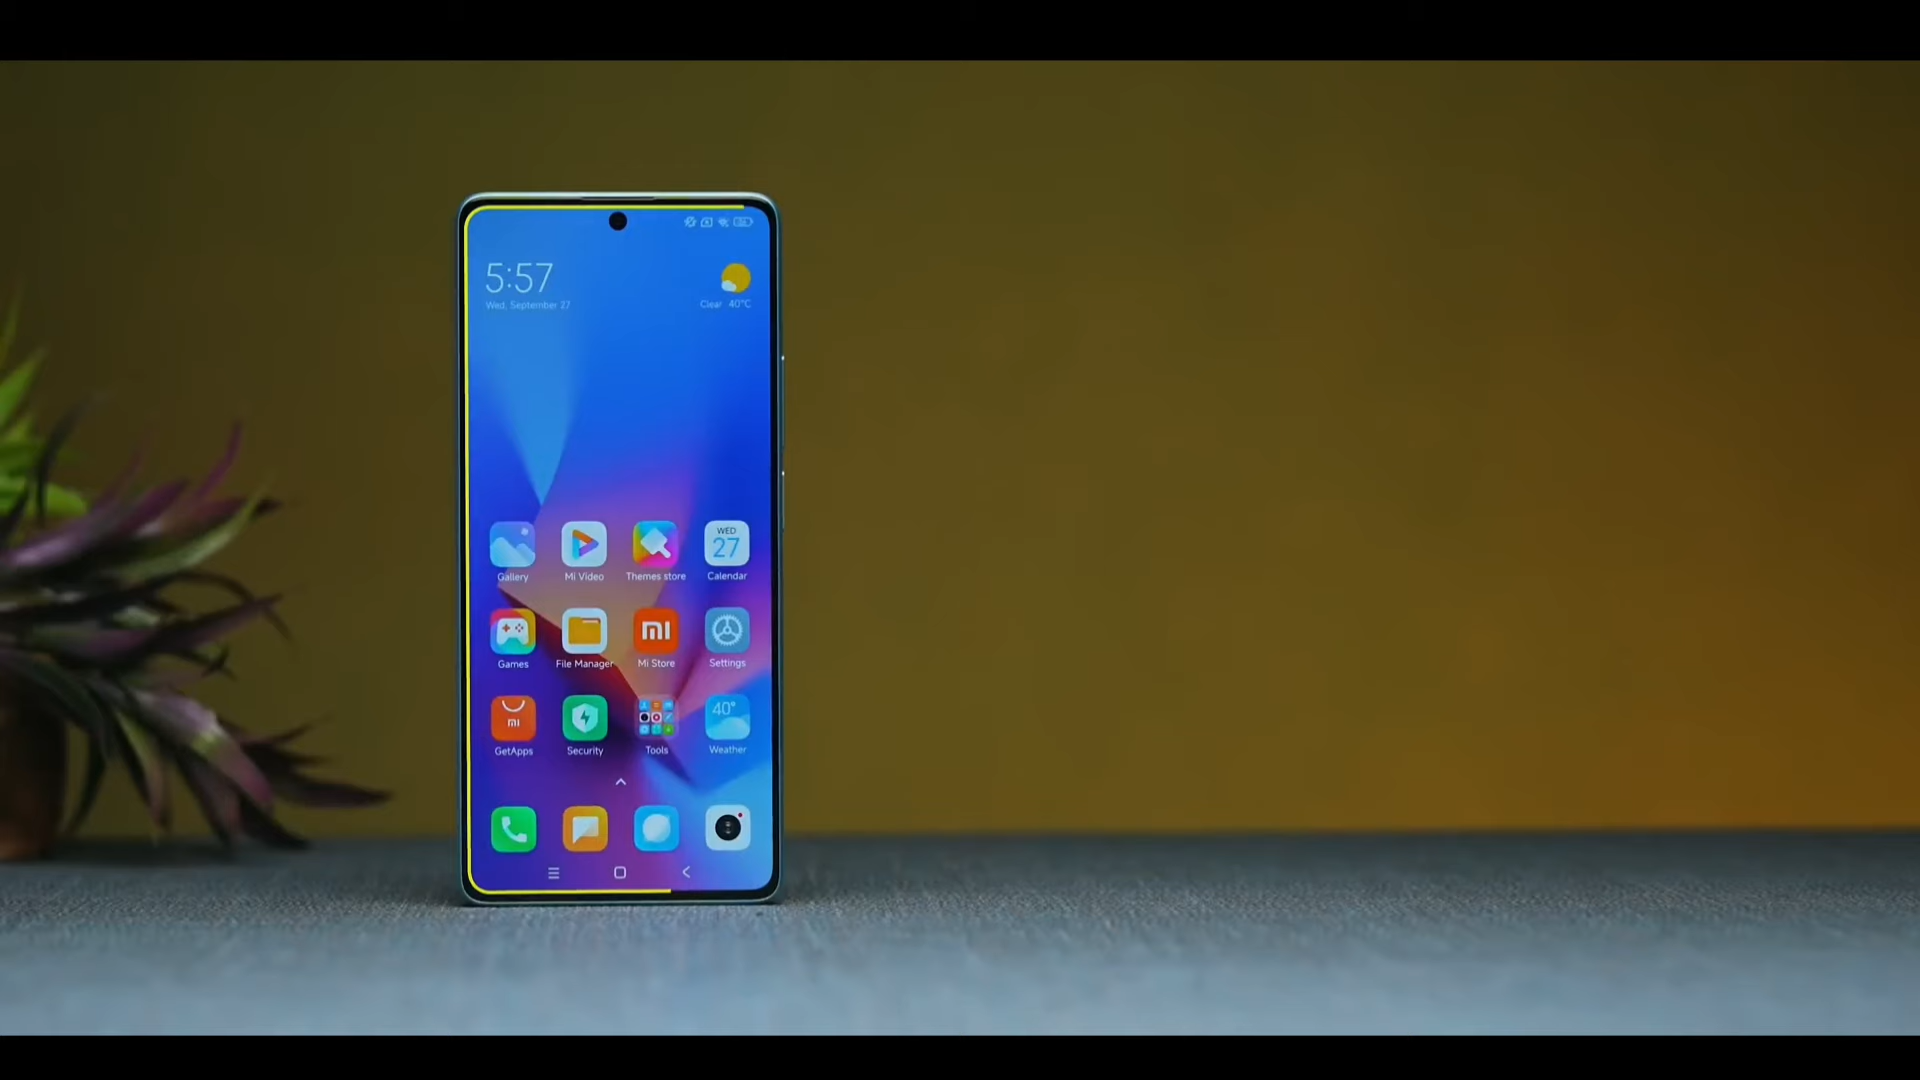 5:57
Wed, September 27
Clear 40°C
WED
27
Gallery
Mi Video
Themes store
Calendar
mi
Games
File Manager
Mi Store
Settings
mi
40°
GetApps
Security
Tools
Weather